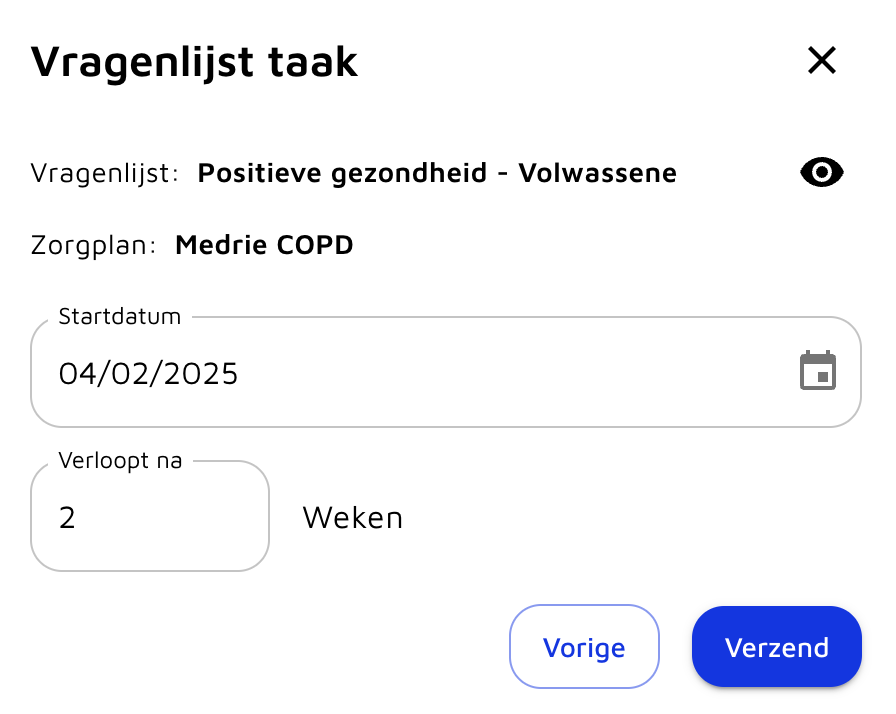 Vragenlijst taak
Vragenlijst: Positieve gezondheid - Volwassene
Zorgplan: Medrie COPD
Startdatum
04/02/2025
Verloopt na
2 Weken
Vorige Verzend